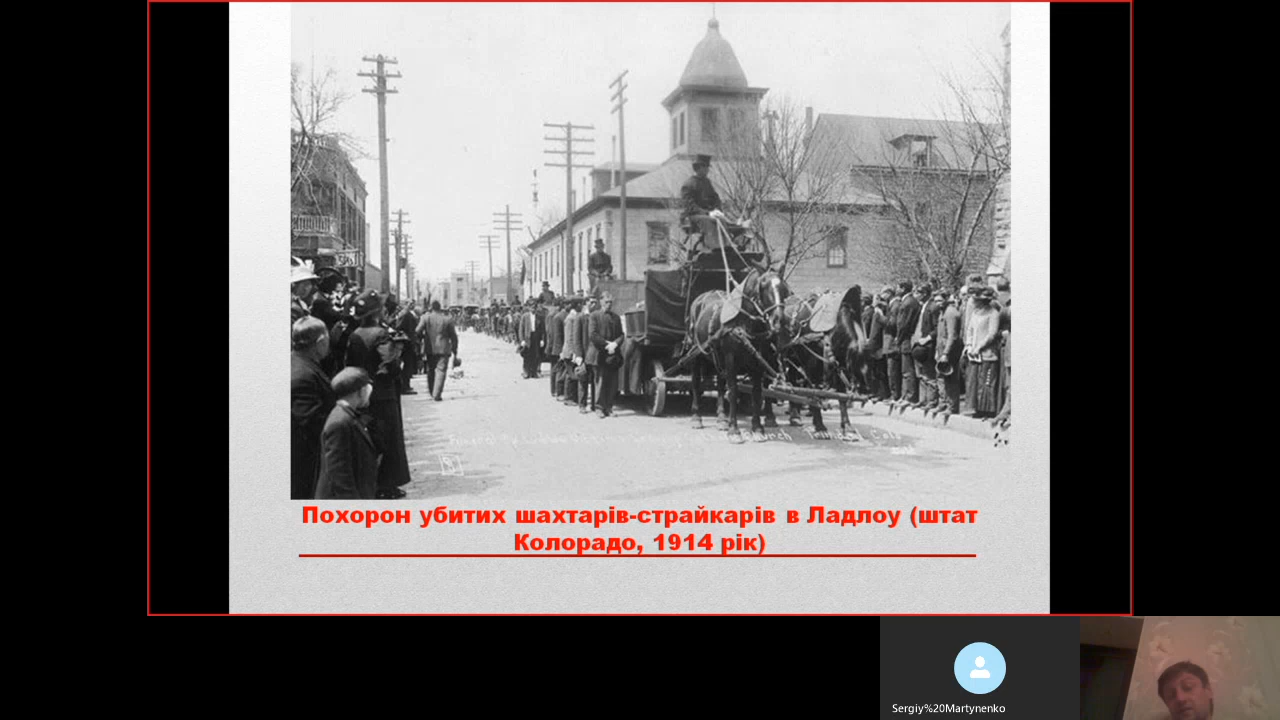 Похорон убитих шахтарів-страйкарів в Ладлоу (штат
Колорадо, 1914 рік)
Sergiy%20Martynenko